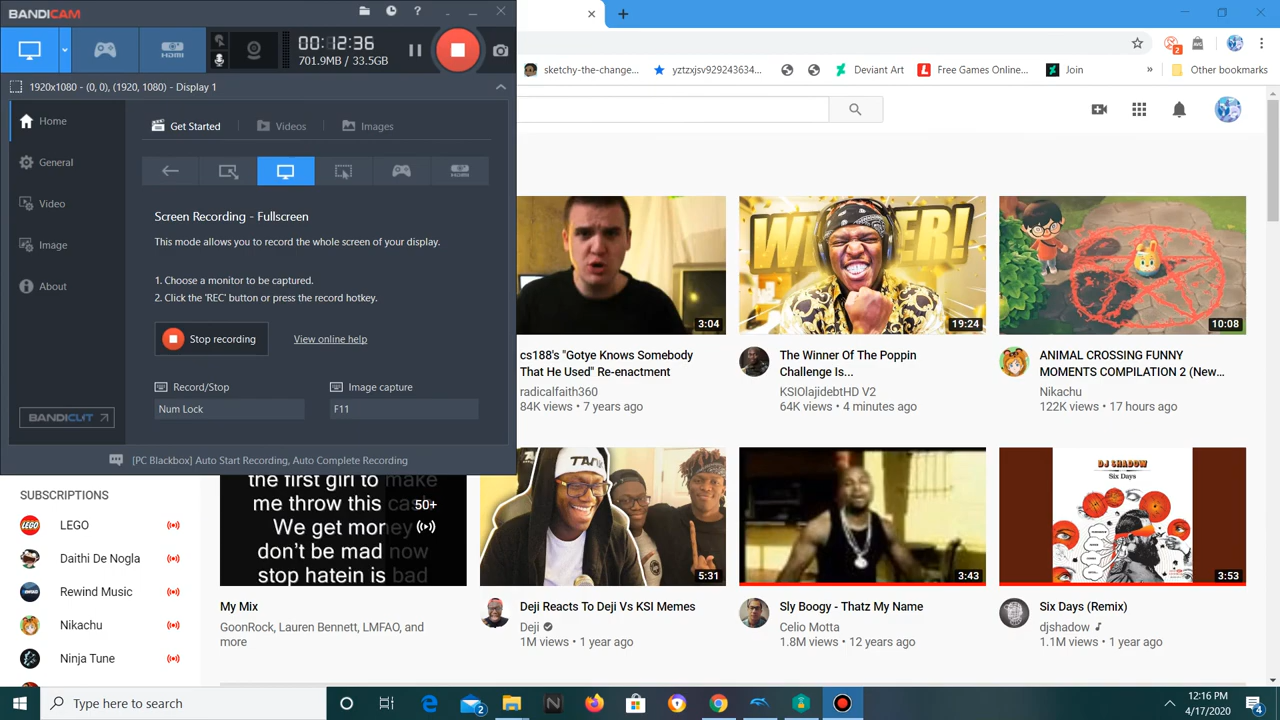 BANDICAM
00:12:36
701.9MB / 33.5GB
1920x1080 - (0, 0), (1920, 1080) - Display 1
Home
General
Video
Image
About
BANDICUT
Get Started
Videos
Images
HDMI
HDMI
Screen Recording - Fullscreen
This mode allows you to record the whole screen of your display.
1. Choose a monitor to be captured.
2. Click the 'REC' button or press the record hotkey.
Stop recording
View online help
Record/Stop
Image capture
Num Lock
F11
[PC Blackbox] Auto Start Recording, Auto Complete Recording
sketchy-the-change...
yztzxjsv929243634...
Deviant Art
Free Games Online...
Join
»
Other bookmarks
2
WINNER!
3:04
19:24
10:08
cs188's "Gotye Knows Somebody
That He Used" Re-enactment
radicalfaith360
84K views • 7 years ago
The Winner Of The Poppin
Challenge Is...
KSIOlajidebtHD V2
64K views • 4 minutes ago
ANIMAL CROSSING FUNNY
MOMENTS COMPILATION 2 (New...
Nikachu
122K views • 17 hours ago
SUBSCRIPTIONS
LEGO
Daithi De Nogla
Rewind Music
Nikachu
Ninja Tune
the first girl to make
me throw this cash
We get money
don't be mad now
stop hatein is bad
50+
My Mix
GoonRock, Lauren Bennett, LMFAO, and
more
5:31
Deji Reacts To Deji Vs KSI Memes
Deji
1M views • 1 year ago
3:43
Sly Boogy - Thatz My Name
Celio Motta
1.8M views • 12 years ago
DJ SHADOW
Six Days
3:53
Six Days (Remix)
djshadow
1.1M views • 1 year ago
Type here to search
2
12:16 PM
4/17/2020
4